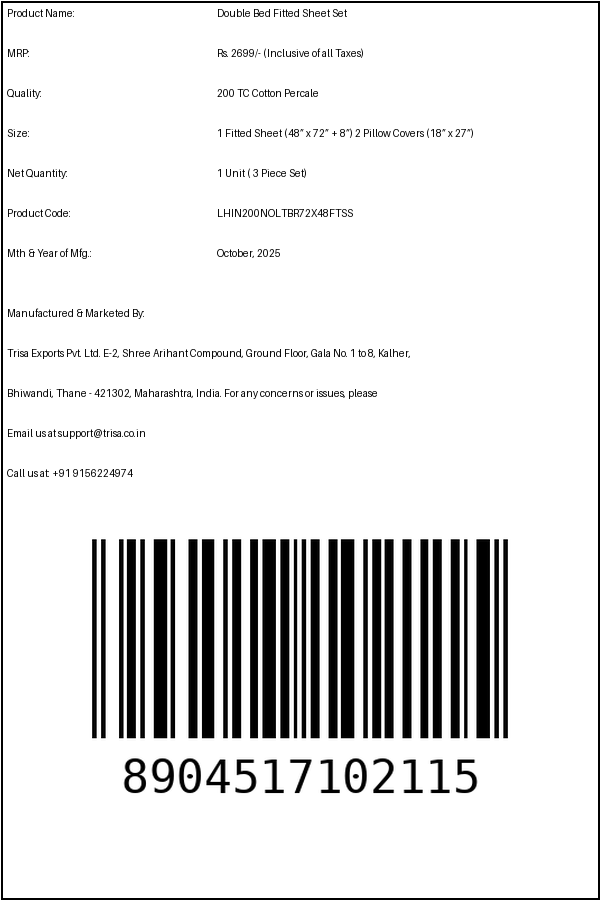 Product Name: Double Bed Fitted Sheet Set
MRP: Rs. 2699/- (Inclusive of all Taxes)
Quality: 200 TC Cotton Percale
Size: 1 Fitted Sheet (48” x 72” + 8”) 2 Pillow Covers (18” x 27”)
Net Quantity: 1 Unit ( 3 Piece Set)
Product Code: LHIN200NOLTBR72X48FTSS
Mth & Year of Mfg.: October, 2025
Manufactured & Marketed By:
Trisa Exports Pvt. Ltd. E-2, Shree Arihant Compound, Ground Floor, Gala No. 1 to 8, Kalher,
Bhiwandi, Thane - 421302, Maharashtra, India. For any concerns or issues, please
Email us at support@trisa.co.in
Call us at: +91 9156224974
8904517102115